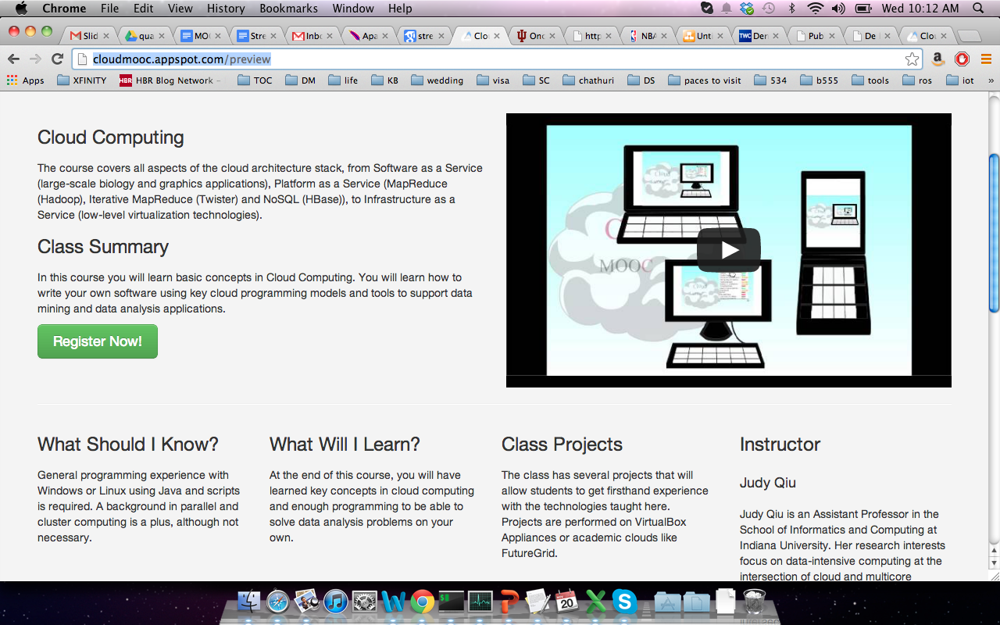 Chrome File Edit View History Bookmarks Window Help Wed 10:12 AM
Slid qua MO Stre Inb Apa stre Clo Onc http NBA Unt TWC Der Pub De Clo
cloudmooc.appspot.com/preview
Apps XFINITY HBR HBR Blog Network – TOC DM life KB wedding visa SC chathuri DS paces to visit 534 b555 tools ros iot »
Cloud Computing
The course covers all aspects of the cloud architecture stack, from Software as a Service
(large-scale biology and graphics applications), Platform as a Service (MapReduce
(Hadoop), Iterative MapReduce (Twister) and NoSQL (HBase)), to Infrastructure as a
Service (low-level virtualization technologies).
Class Summary
In this course you will learn basic concepts in Cloud Computing. You will learn how to
write your own software using key cloud programming models and tools to support data
mining and data analysis applications.
Register Now!
MOOC
What Should I Know?
General programming experience with
Windows or Linux using Java and scripts
is required. A background in parallel and
cluster computing is a plus, although not
necessary.
What Will I Learn?
At the end of this course, you will have
learned key concepts in cloud computing
and enough programming to be able to
solve data analysis problems on your
own.
Class Projects
The class has several projects that will
allow students to get firsthand experience
with the technologies taught here.
Projects are performed on VirtualBox
Appliances or academic clouds like
FutureGrid.
Instructor
Judy Qiu
Judy Qiu is an Assistant Professor in the
School of Informatics and Computing at
Indiana University. Her research interests
focus on data-intensive computing at the
intersection of cloud and multicore
NOV
20